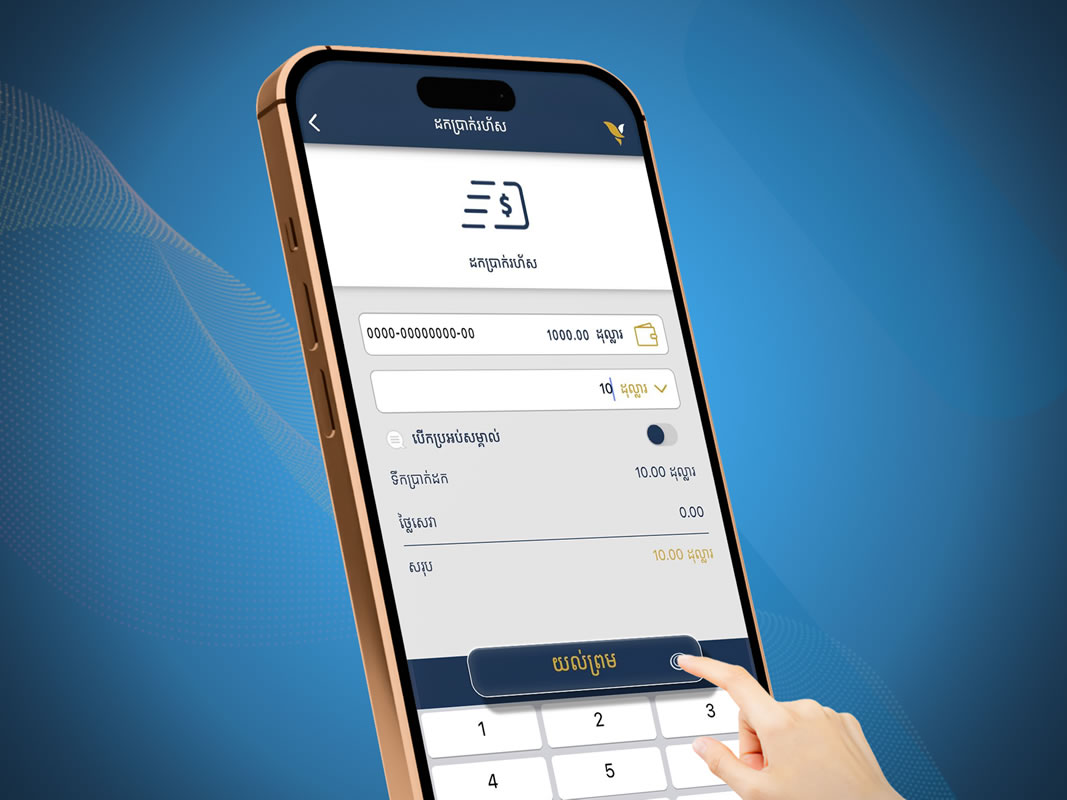 ដកប្រាក់រហ័ស
$
ដកប្រាក់រហ័ស
0000-00000000-00 1000.00 ដុល្លារ
10 ដុល្លារ
បើកប្រអប់សម្គាល់
ទឹកប្រាក់ដក 10.00 ដុល្លារ
ថ្លៃសេវា 0.00
សរុប 10.00 ដុល្លារ
យល់ព្រម
1 2 3
4 5